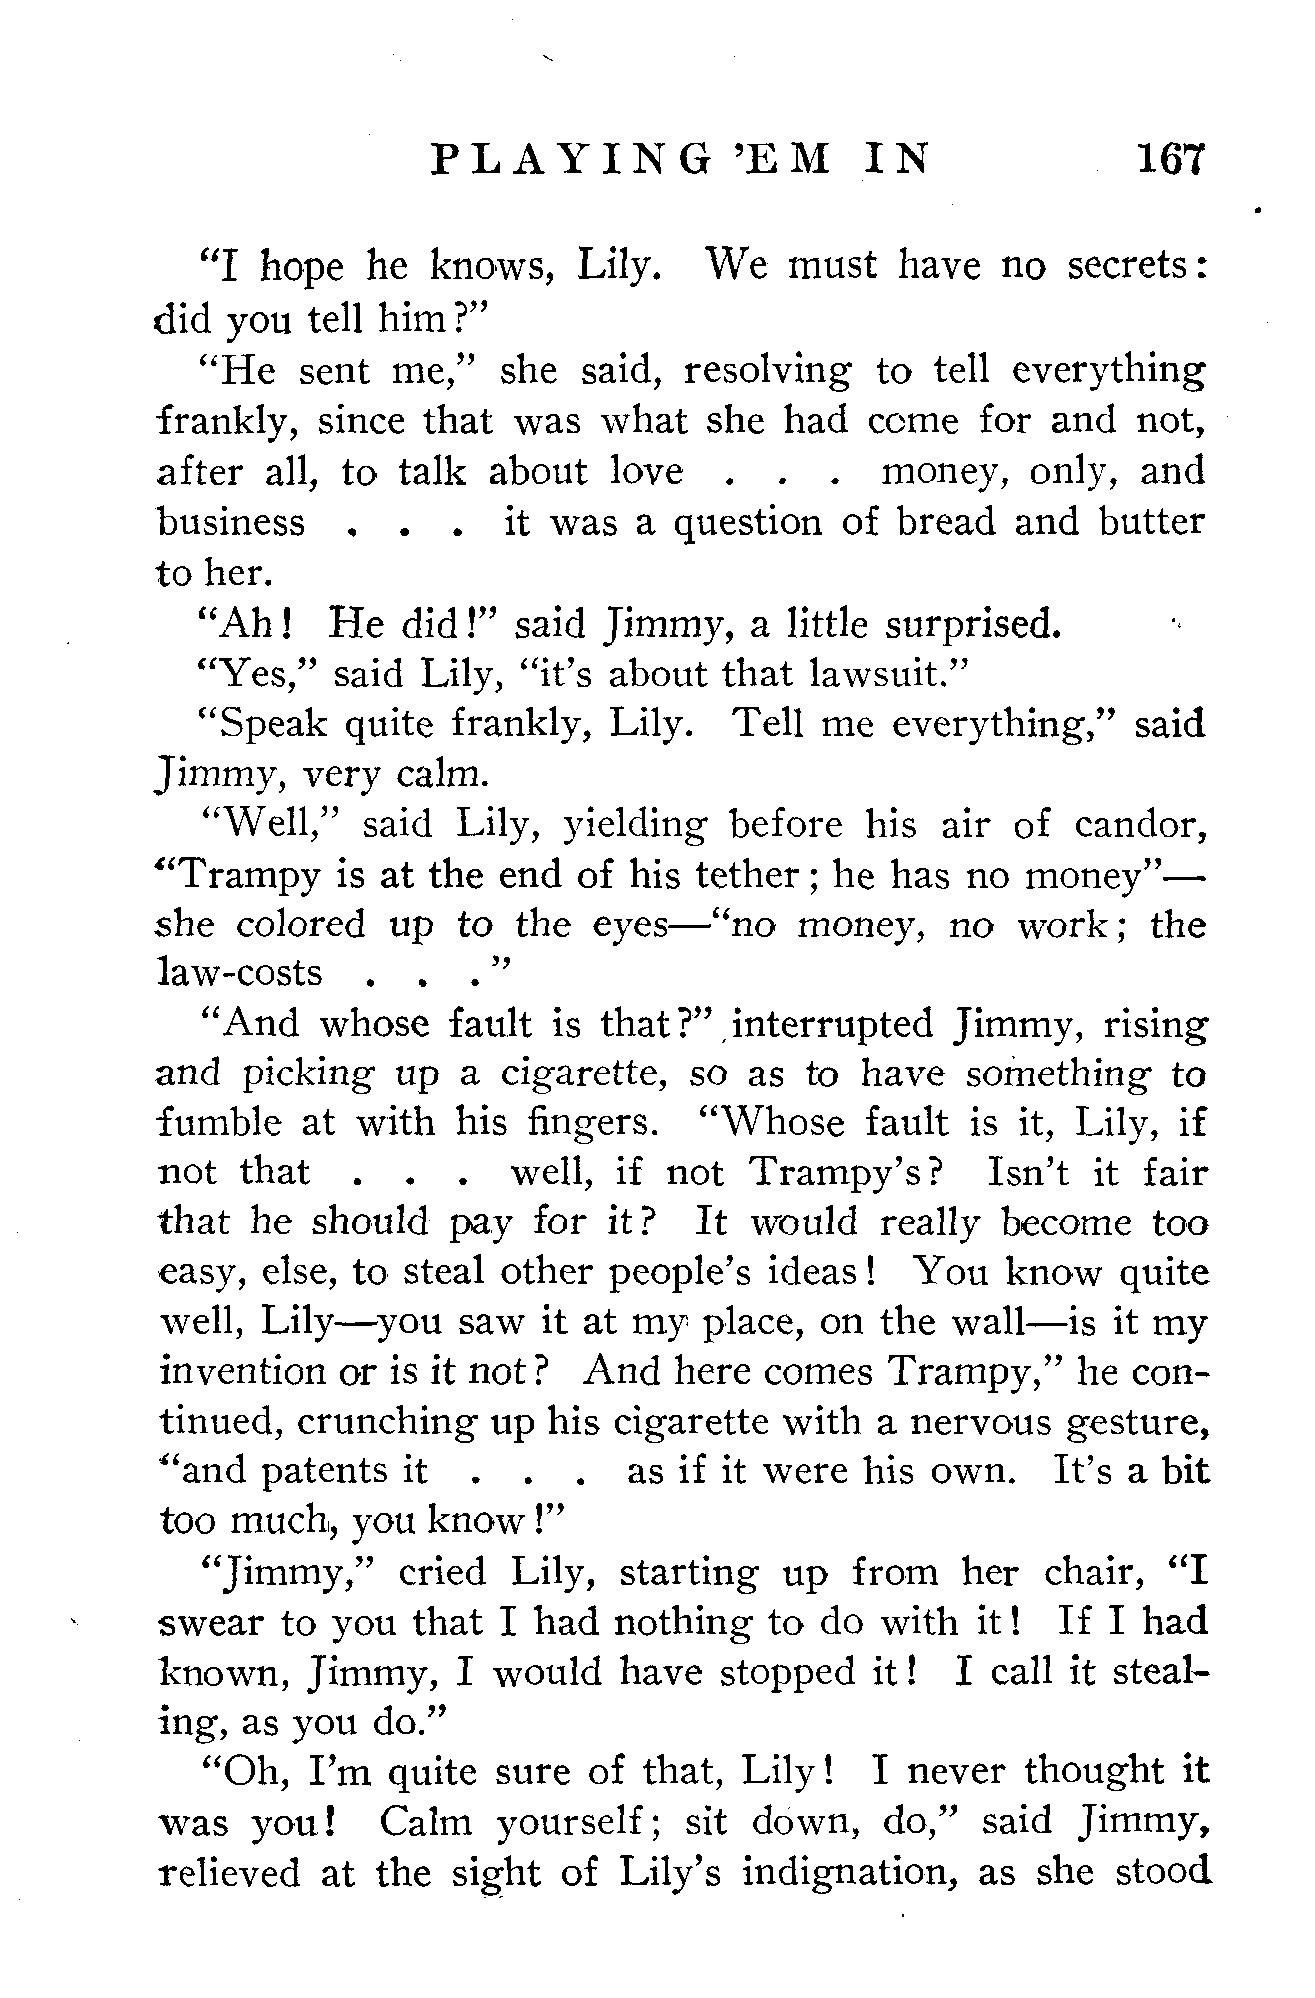 PLAYING 'EM IN 167
"I hope he knows, Lily. We must have no secrets:
did you tell him?"
"He sent me," she said, resolving to tell everything
frankly, since that was what she had come for and not,
after all, to talk about love . . . money, only, and
business . . . it was a question of bread and butter
to her.
"Ah! He did!" said Jimmy, a little surprised.
"Yes," said Lily, "it's about that lawsuit."
"Speak quite frankly, Lily. Tell me everything," said
Jimmy, very calm.
"Well," said Lily, yielding before his air of candor,
"Trampy is at the end of his tether; he has no money"—
she colored up to the eyes—"no money, no work; the
law-costs . . ."
"And whose fault is that?" interrupted Jimmy, rising
and picking up a cigarette, so as to have something to
fumble at with his fingers. "Whose fault is it, Lily, if
not that . . . well, if not Trampy's? Isn't it fair
that he should pay for it? It would really become too
easy, else, to steal other people's ideas! You know quite
well, Lily—you saw it at my place, on the wall—is it my
invention or is it not? And here comes Trampy," he con-
tinued, crunching up his cigarette with a nervous gesture,
"and patents it . . . as if it were his own. It's a bit
too much, you know!"
"Jimmy," cried Lily, starting up from her chair, "I
swear to you that I had nothing to do with it! If I had
known, Jimmy, I would have stopped it! I call it steal-
ing, as you do."
"Oh, I'm quite sure of that, Lily! I never thought it
was you! Calm yourself; sit down, do," said Jimmy,
relieved at the sight of Lily's indignation, as she stood